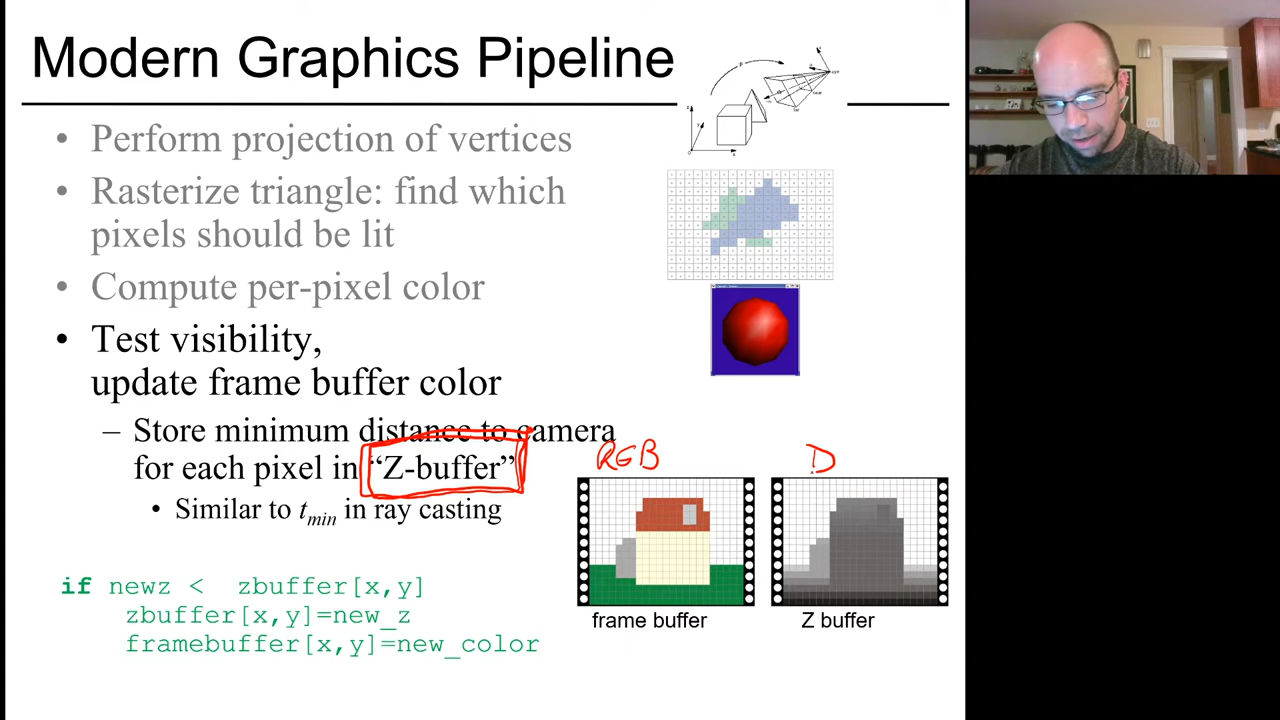 Modern Graphics Pipeline
• Perform projection of vertices
• Rasterize triangle: find which
pixels should be lit
• Compute per-pixel color
• Test visibility,
update frame buffer color
– Store minimum distance to camera
for each pixel in “Z-buffer”
• Similar to tmin in ray casting
RGB
D
frame buffer
Z buffer
if newz < zbuffer[x,y]
zbuffer[x,y]=new_z
framebuffer[x,y]=new_color